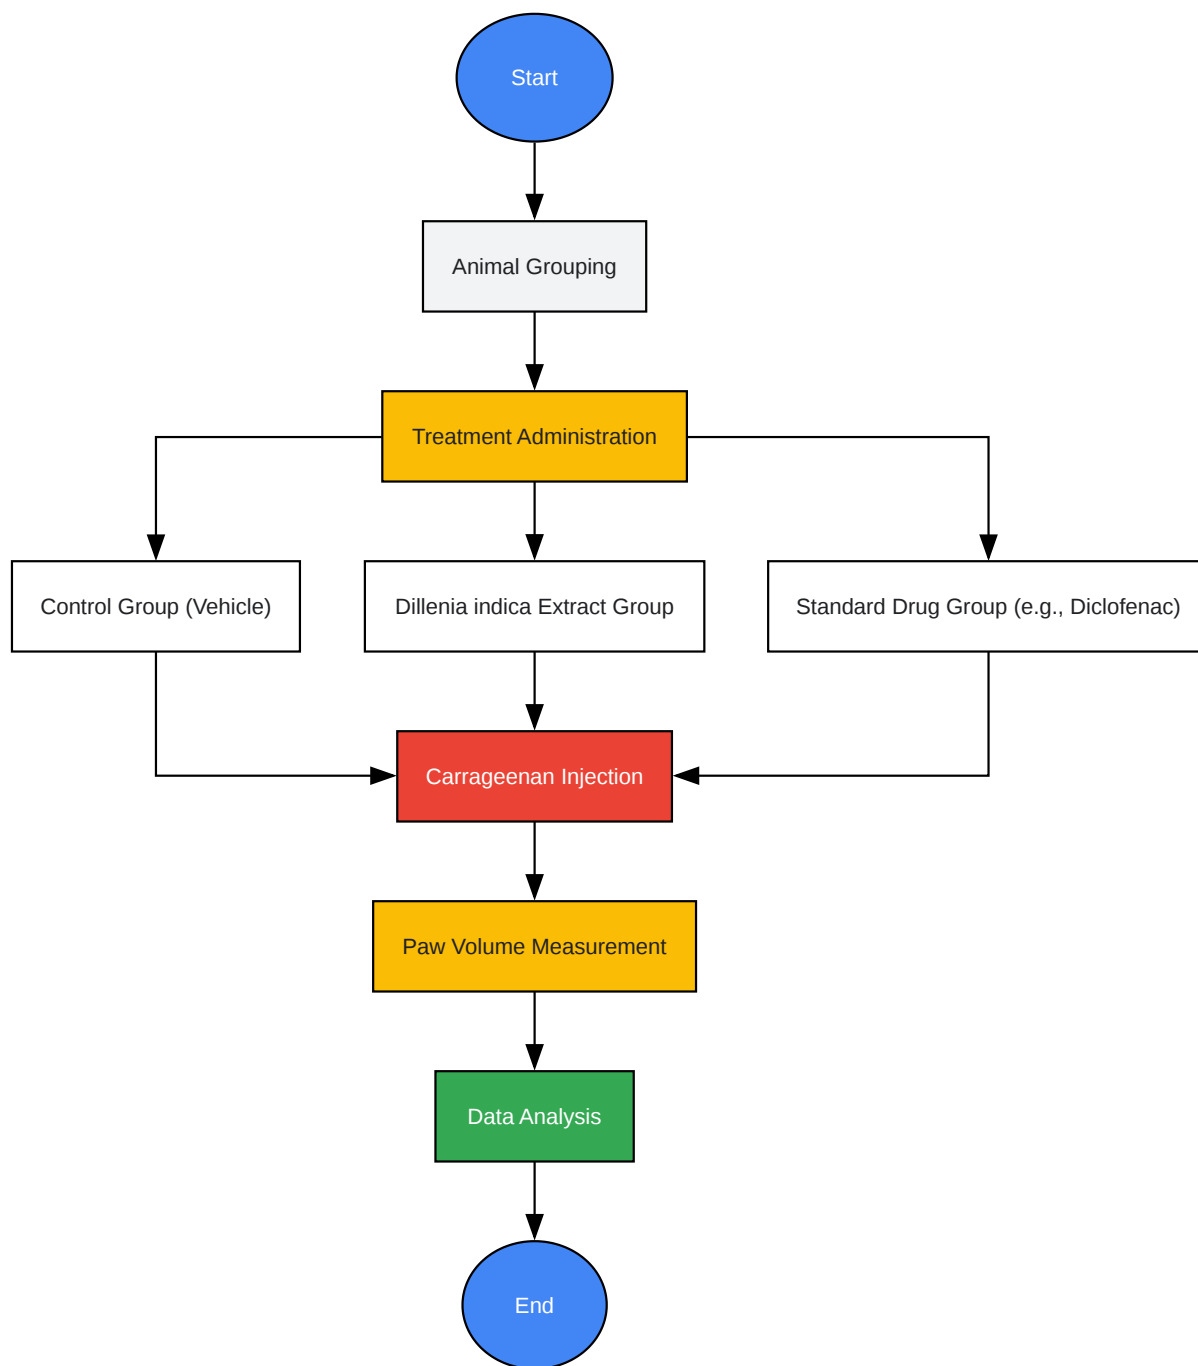 Start
Animal Grouping
Treatment Administration
Control Group (Vehicle)
Dillenia indica Extract Group
Standard Drug Group (e.g., Diclofenac)
Carrageenan Injection
Paw Volume Measurement
Data Analysis
End